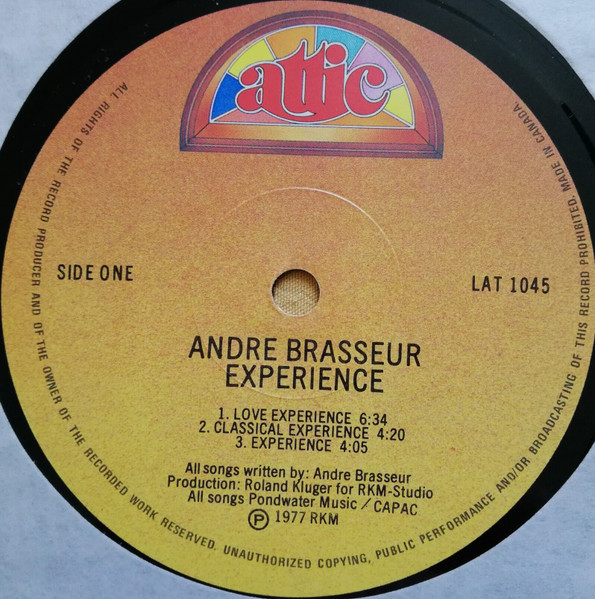 attic
SIDE ONE
LAT 1045
ANDRE BRASSEUR
EXPERIENCE
1. LOVE EXPERIENCE 6:34
2. CLASSICAL EXPERIENCE 4:20
3. EXPERIENCE 4:05
All songs written by: Andre Brasseur
Production: Roland Kluger for RKM-Studio
All songs Pondwater Music / CAPAC
Ⓟ 1977 RKM
ALL RIGHTS OF THE RECORD PRODUCER AND OF THE OWNER OF THE RECORDED WORK RESERVED. UNAUTHORIZED COPYING, PUBLIC PERFORMANCE AND/OR BROADCASTING OF THIS RECORD PROHIBITED. MADE IN CANADA.